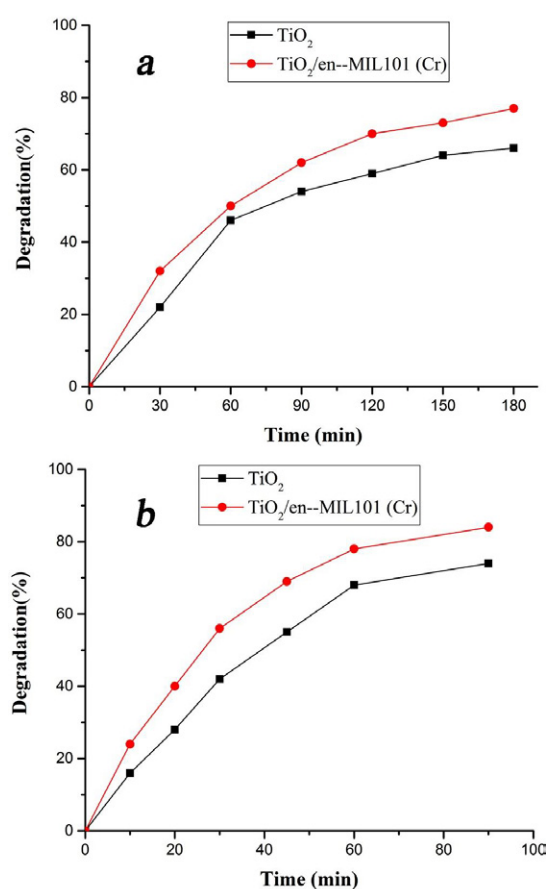 100
80
60
40
20
0
Degradation(%)
a
TiO2
TiO2/en--MIL101 (Cr)
0 30 60 90 120 150 180
Time (min)
100
80
60
40
20
0
Degradation(%)
b
TiO2
TiO2/en--MIL101 (Cr)
0 20 40 60 80 100
Time (min)